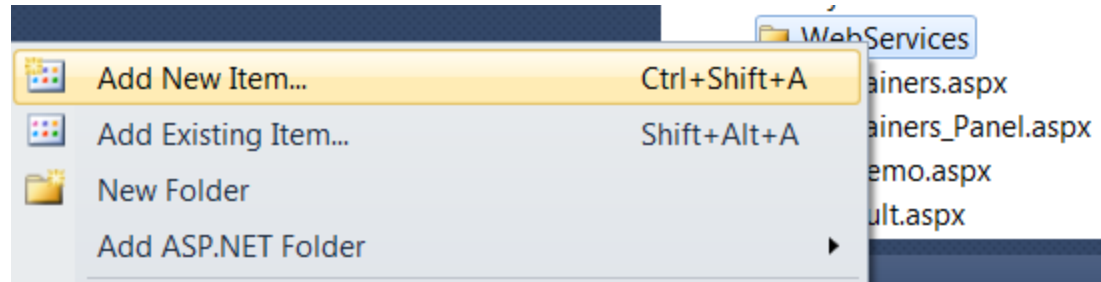 WebServices
Add New Item... Ctrl+Shift+A
ainers.aspx
Add Existing Item... Shift+Alt+A
ainers_Panel.aspx
New Folder
emo.aspx
Add ASP.NET Folder
ult.aspx